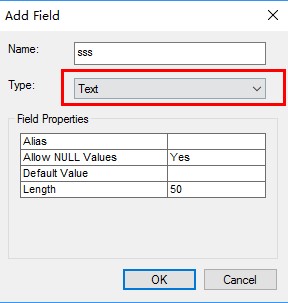 Add Field
Name: sss
Type: Text
Field Properties
Alias
Allow NULL Values Yes
Default Value
Length 50
OK Cancel